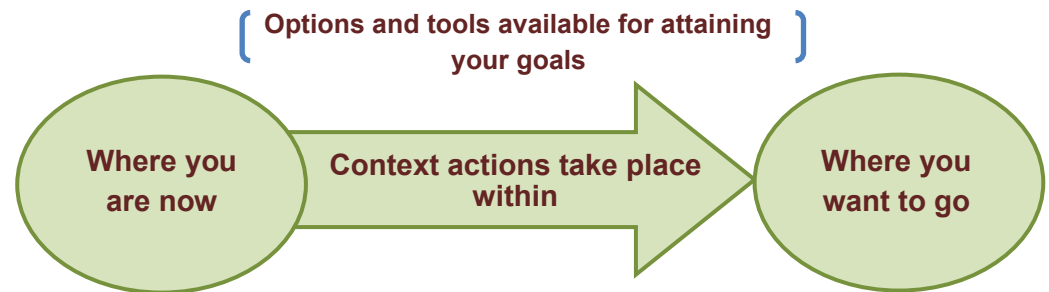 Options and tools available for attaining
your goals
Where you
are now
Context actions take place
within
Where you
want to go